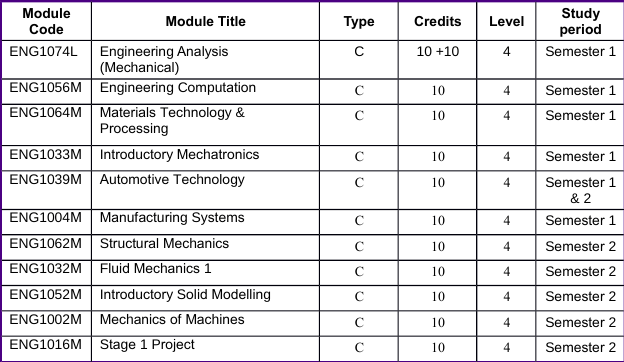 Module Module Title Type Credits Level Study
Code period
ENG1074L Engineering Analysis C 10 +10 4 Semester 1
(Mechanical)
ENG1056M Engineering Computation C 10 4 Semester 1
ENG1064M Materials Technology & C 10 4 Semester 1
Processing
ENG1033M Introductory Mechatronics C 10 4 Semester 1
ENG1039M Automotive Technology C 10 4 Semester 1
& 2
ENG1004M Manufacturing Systems C 10 4 Semester 1
ENG1062M Structural Mechanics C 10 4 Semester 2
ENG1032M Fluid Mechanics 1 C 10 4 Semester 2
ENG1052M Introductory Solid Modelling C 10 4 Semester 2
ENG1002M Mechanics of Machines C 10 4 Semester 2
ENG1016M Stage 1 Project C 10 4 Semester 2